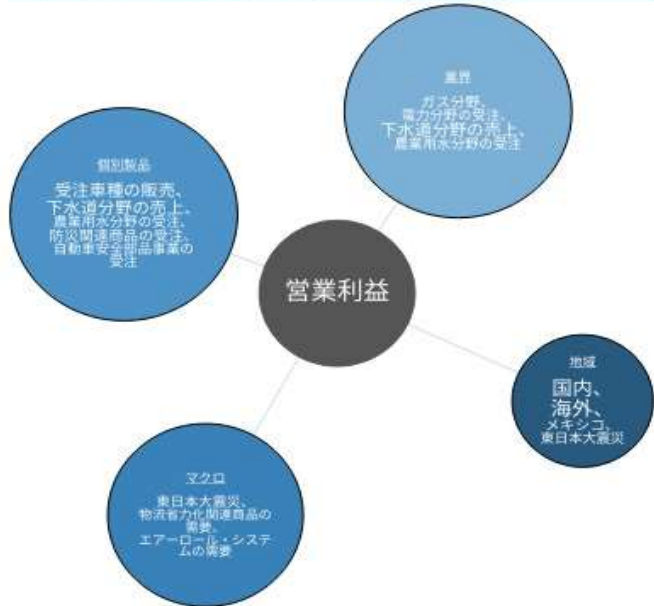 業界
ガス分野、
電力分野の受注、
下水道分野の売上、
農業用水分野の受注
個別製品
受注車種の販売、
下水道分野の売上、
農業用水分野の受注、
防災関連商品の受注、
自動車安全部品事業の
受注
営業利益
地域
国内、
海外、
メキシコ、
東日本大震災
マクロ
東日本大震災、
物流省力化関連商品の
需要、
エアーロール・システ
ムの需要